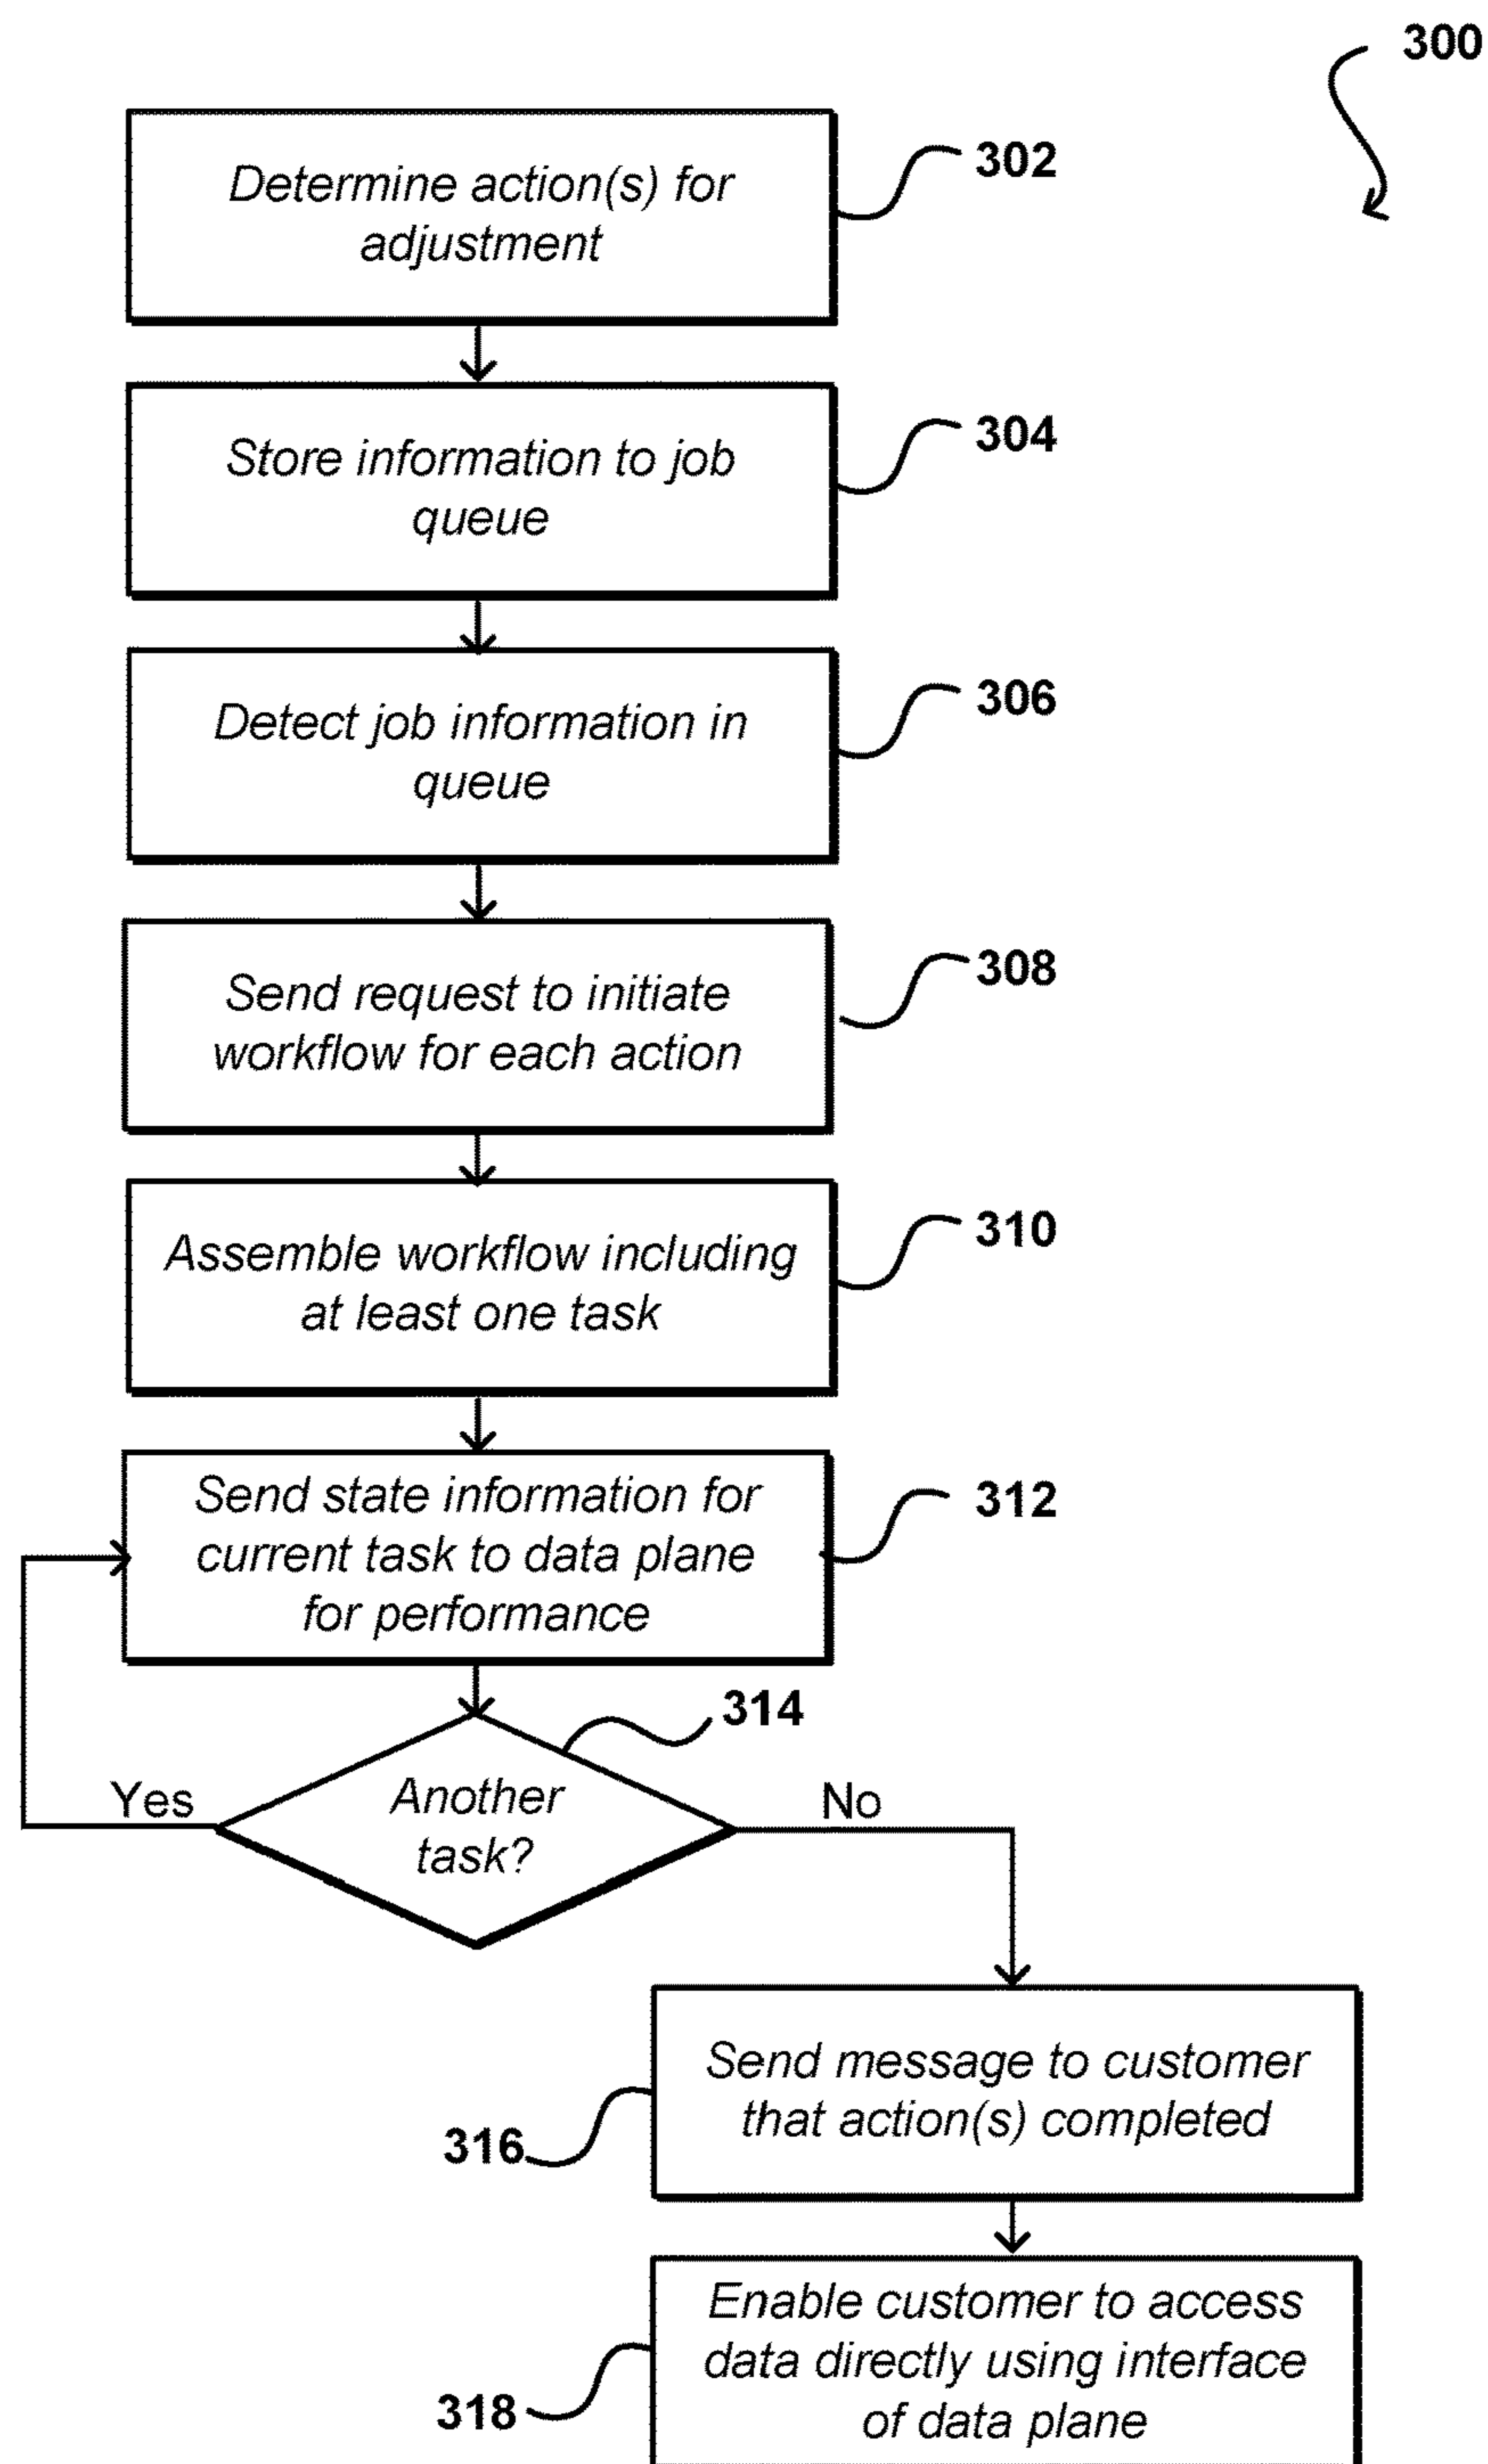 300
Determine action(s) for
adjustment
302
Store information to job
queue
304
Detect job information in
queue
306
Send request to initiate
workflow for each action
308
Assemble workflow including
at least one task
310
Send state information for
current task to data plane
for performance
312
314
Another
task?
Yes
No
Send message to customer
that action(s) completed
316
Enable customer to access
data directly using interface
of data plane
318